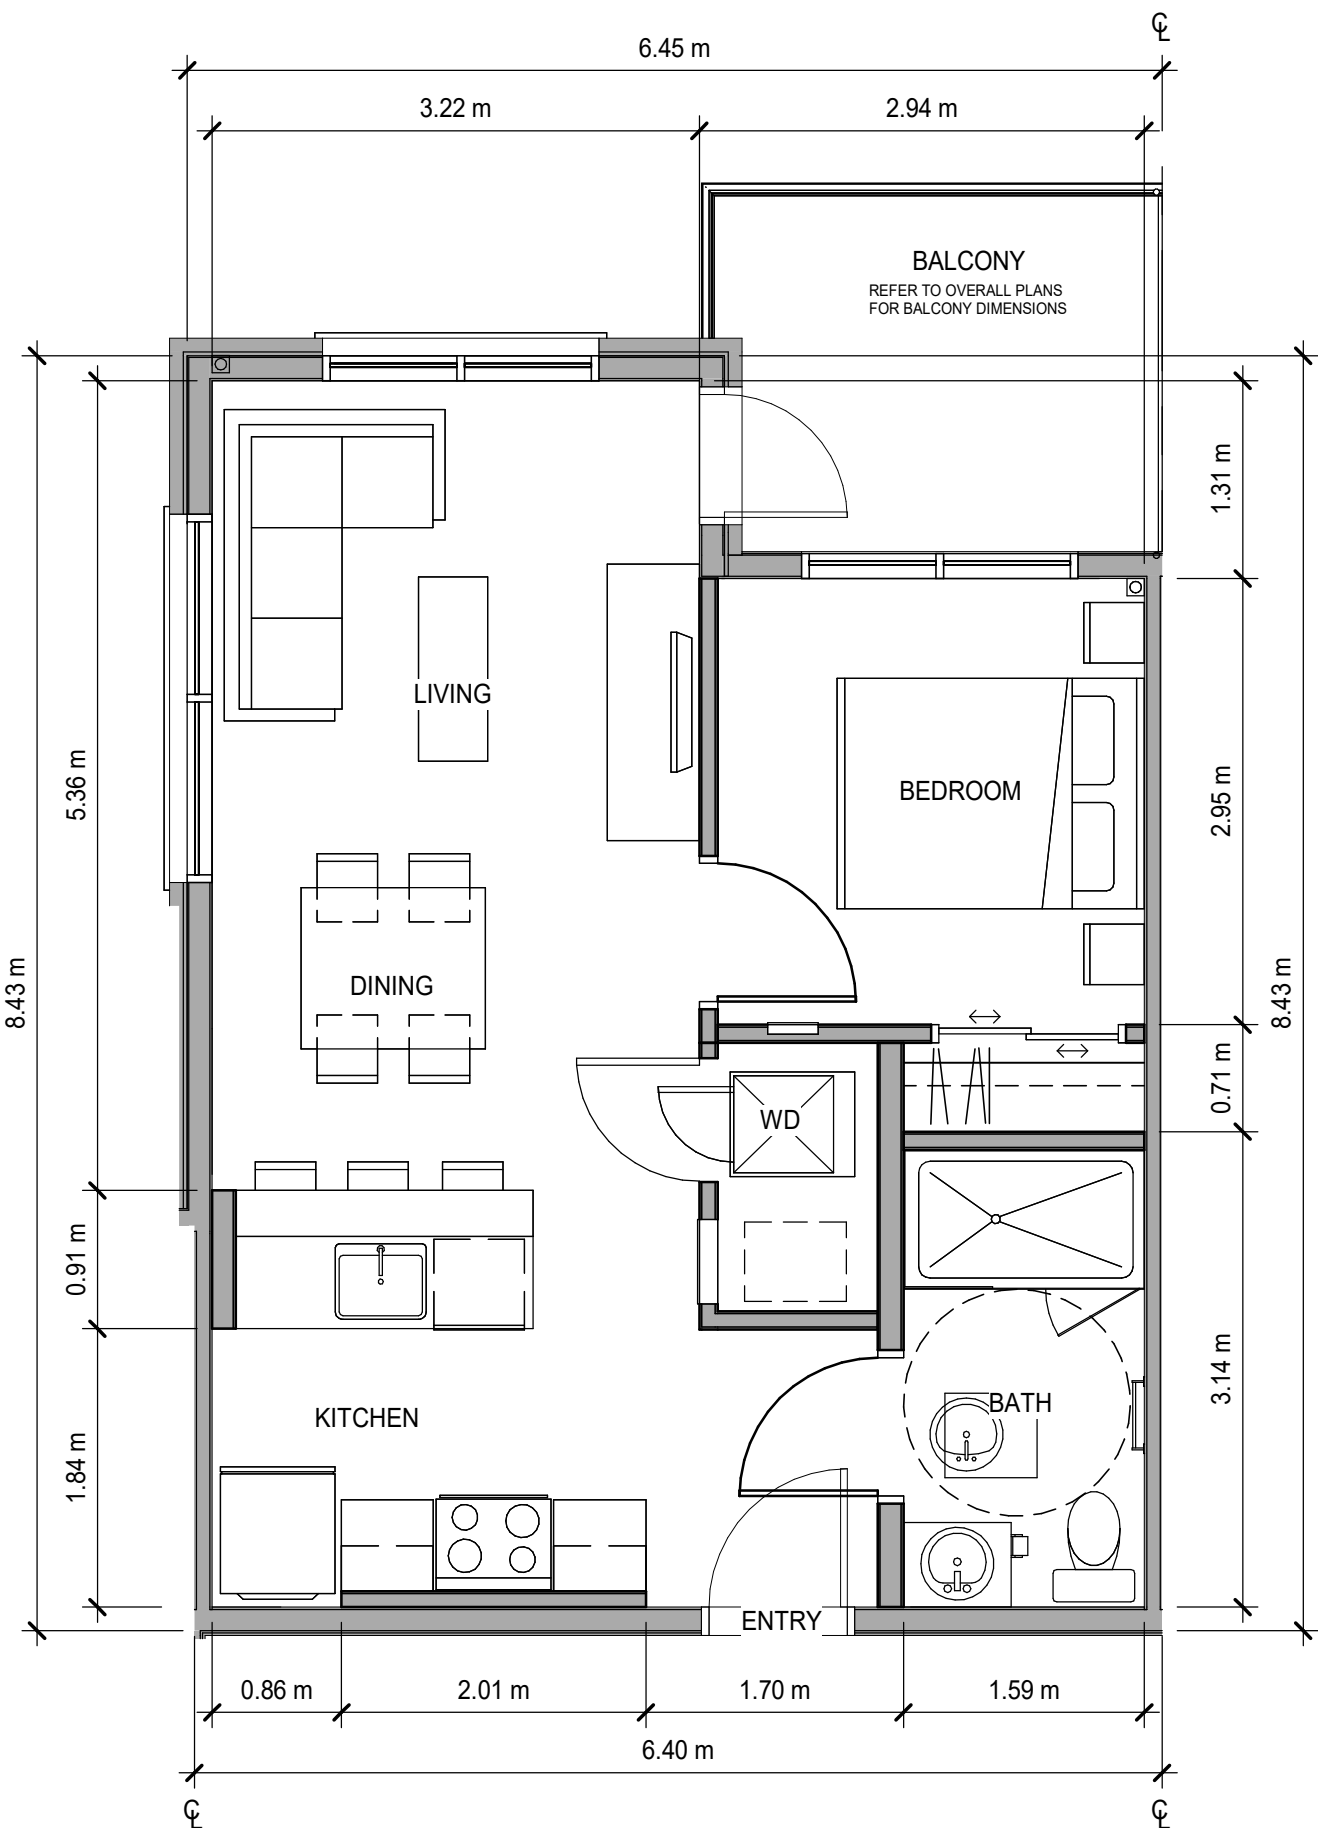 ℄
6.45 m
3.22 m
2.94 m
BALCONY
REFER TO OVERALL PLANS
FOR BALCONY DIMENSIONS
1.31 m
LIVING
5.36 m
BEDROOM
2.95 m
DINING
8.43 m
8.43 m
0.71 m
WD
0.91 m
3.14 m
BATH
KITCHEN
1.84 m
ENTRY
0.86 m
2.01 m
1.70 m
1.59 m
6.40 m
℄
℄